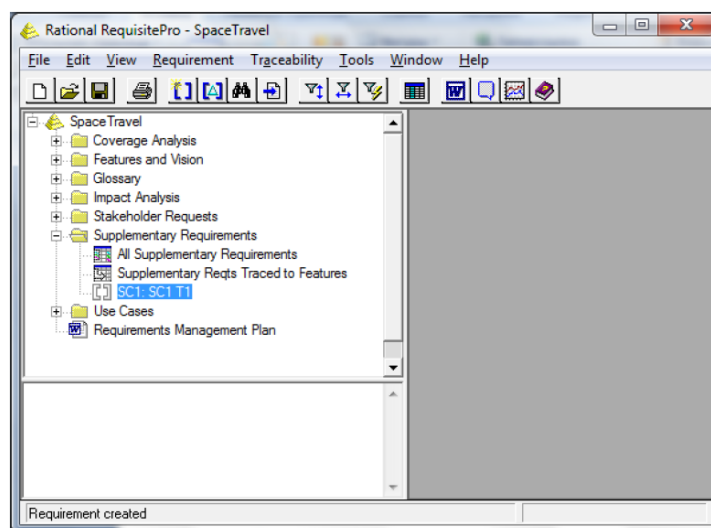 Rational RequisitePro - SpaceTravel
File Edit View Requirement Traceability Tools Window Help
SpaceTravel
Coverage Analysis
Features and Vision
Glossary
Impact Analysis
Stakeholder Requests
Supplementary Requirements
All Supplementary Requirements
Supplementary Reqts Traced to Features
SC1: SC1 T1
Use Cases
Requirements Management Plan
Requirement created